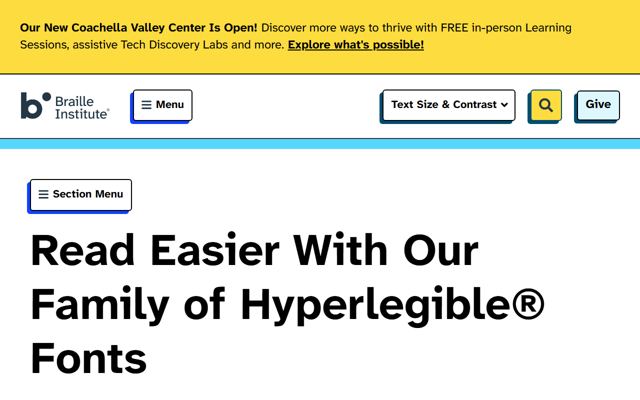 Our New Coachella Valley Center Is Open! Discover more ways to thrive with FREE in-person Learning
Sessions, assistive Tech Discovery Labs and more. Explore what's possible!
Braille
Institute®
Menu
Text Size & Contrast
Give
Section Menu
Read Easier With Our
Family of Hyperlegible®
Fonts